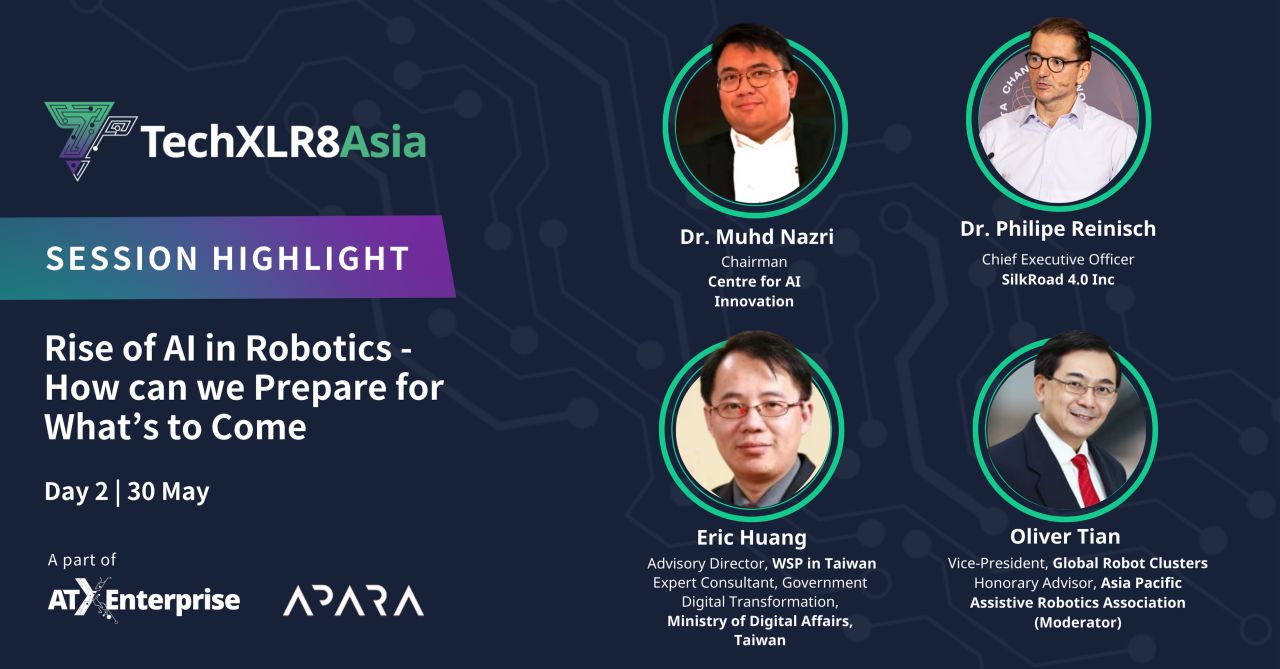 TechXLR8Asia
SESSION HIGHLIGHT
Rise of AI in Robotics -
How can we Prepare for
What's to Come
Day 2 | 30 May
A part of
ATxEnterprise
APARA
Dr. Muhd Nazri
Chairman
Centre for AI
Innovation
CHAN
TA
ON
Dr. Philipe Reinisch
Chief Executive Officer
SilkRoad 4.0 Inc
Eric Huang
Advisory Director, WSP in Taiwan
Expert Consultant, Government
Digital Transformation,
Ministry of Digital Affairs,
Taiwan
Oliver Tian
Vice-President, Global Robot Clusters
Honorary Advisor, Asia Pacific
Assistive Robotics Association
(Moderator)